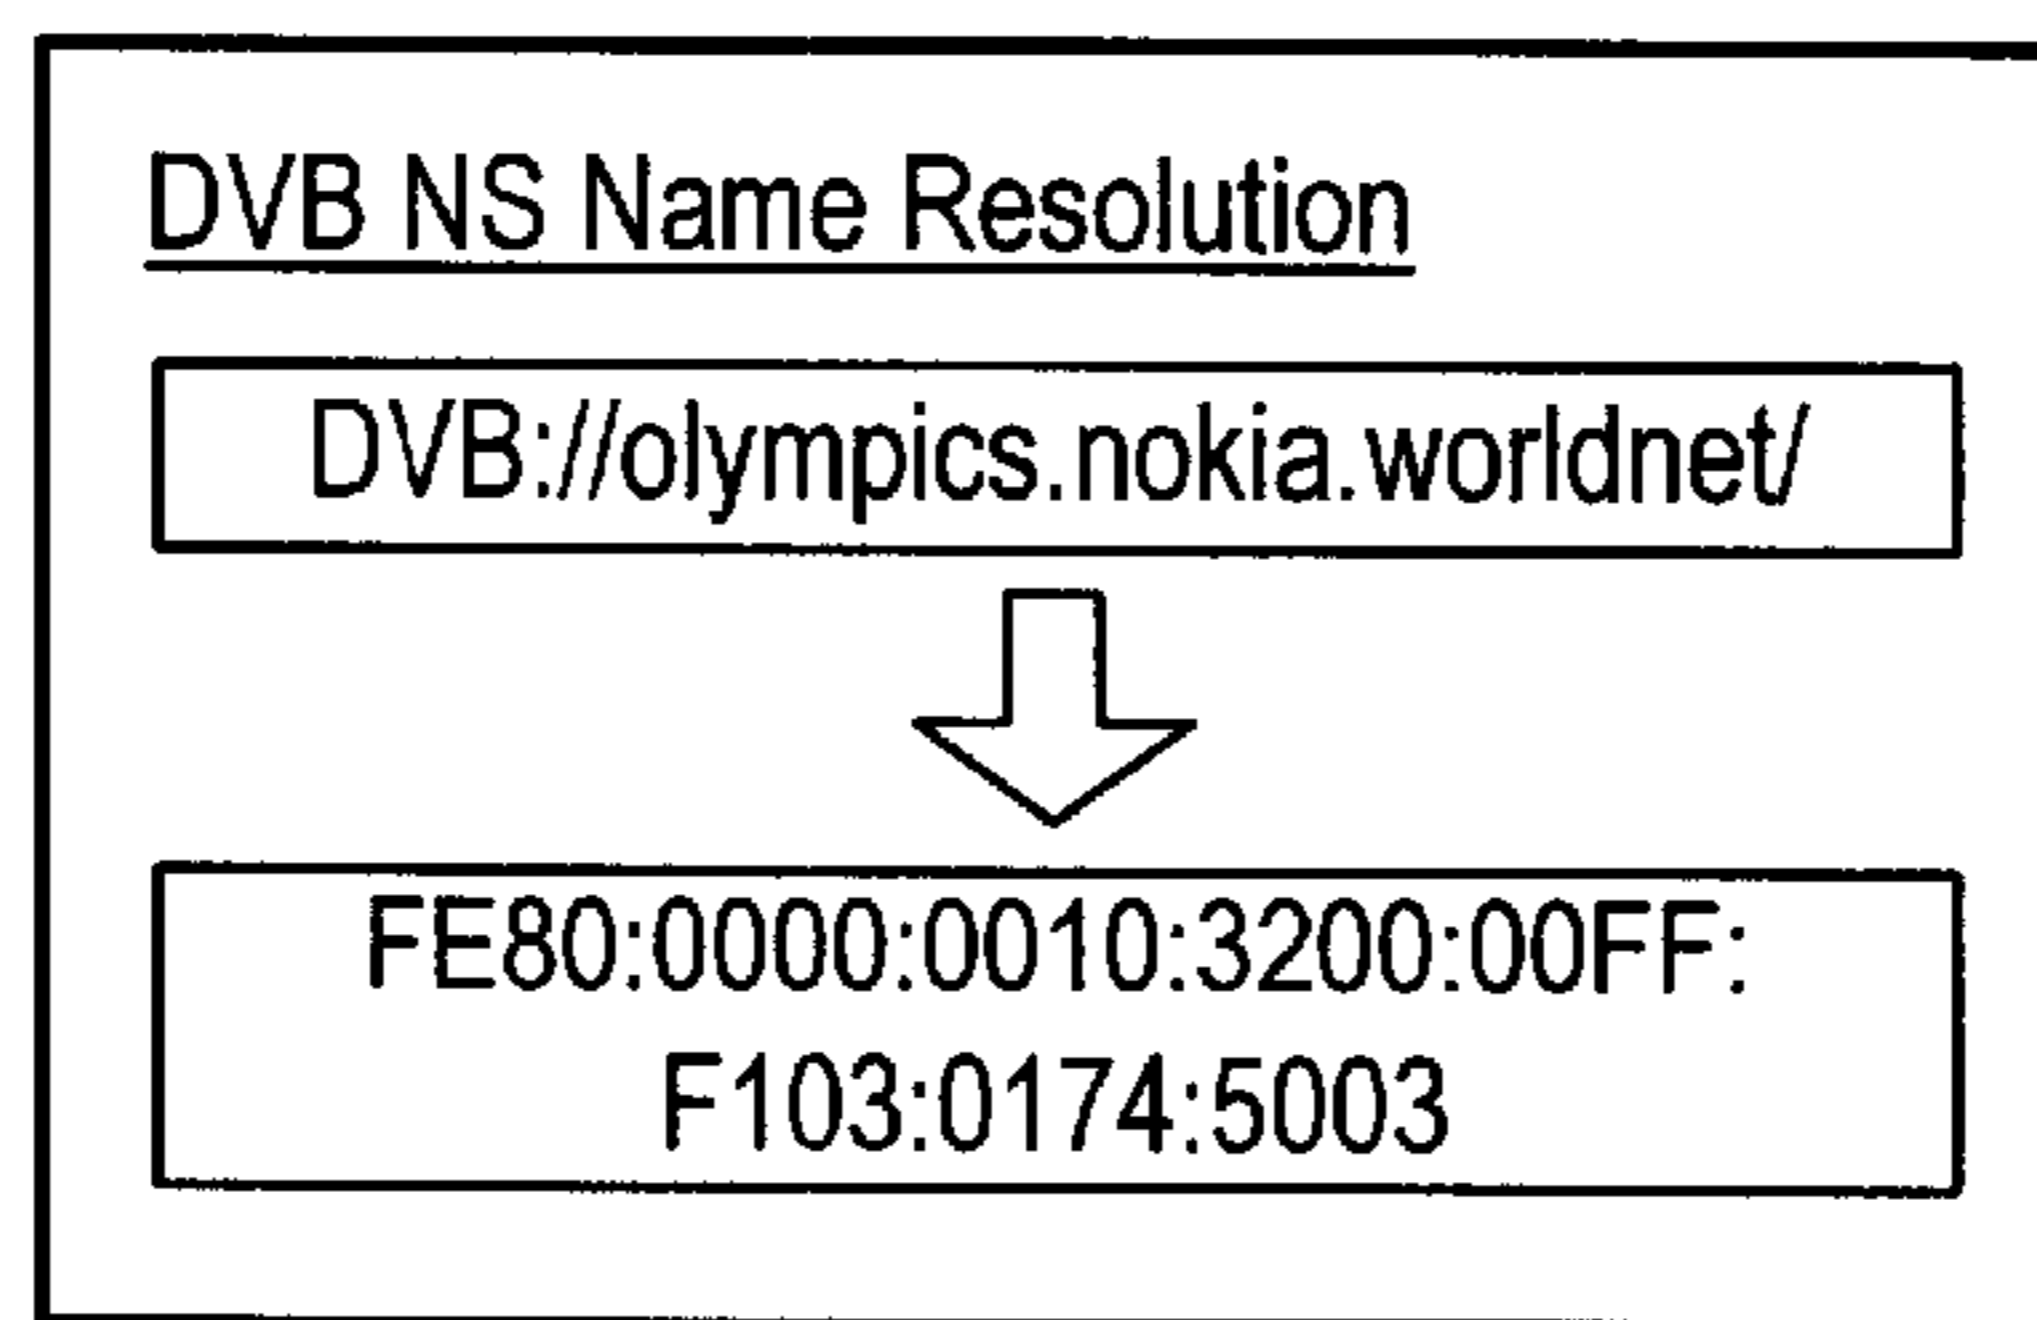 DVB NS Name Resolution
DVB://olympics.nokia.worldnet/
FE80:0000:0010:3200:00FF:
F103:0174:5003